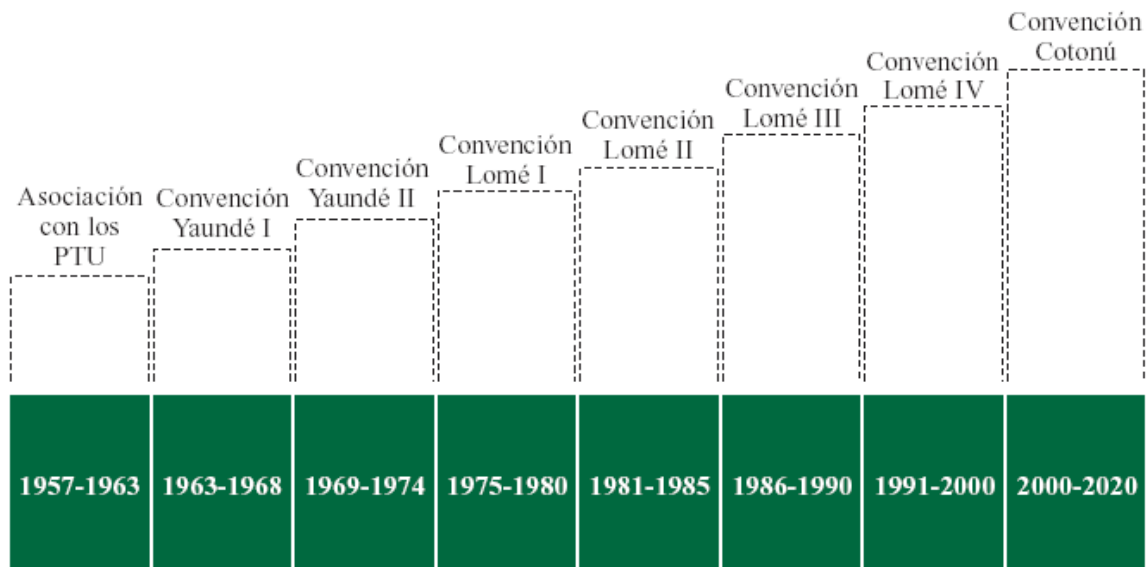 Asociación
con los
PTU
Convención
Yaundé I
Convención
Yaundé II
Convención
Lomé I
Convención
Lomé II
Convención
Lomé III
Convención
Lomé IV
Convención
Cotonú
1957-1963
1963-1968
1969-1974
1975-1980
1981-1985
1986-1990
1991-2000
2000-2020